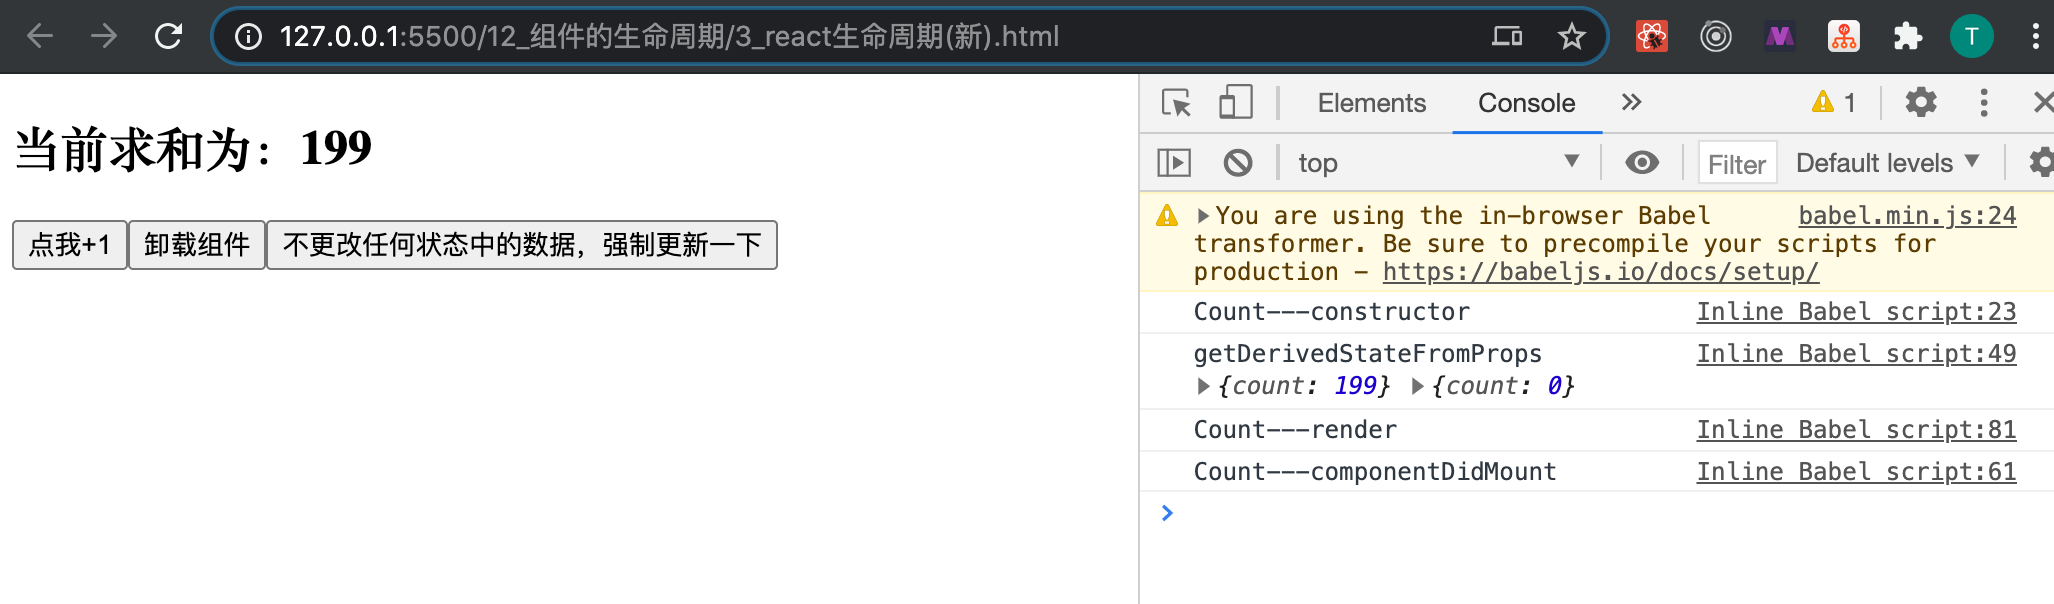 127.0.0.1:5500/12_组件的生命周期/3_react生命周期(新).html
T
当前求和为：199
点我+1 卸载组件 不更改任何状态中的数据，强制更新一下
Elements Console 1
top Filter Default levels
You are using the in-browser Babel babel.min.js:24
transformer. Be sure to precompile your scripts for
production - https://babeljs.io/docs/setup/
Count---constructor Inline Babel script:23
getDerivedStateFromProps Inline Babel script:49
{count: 199} {count: 0}
Count---render Inline Babel script:81
Count---componentDidMount Inline Babel script:61